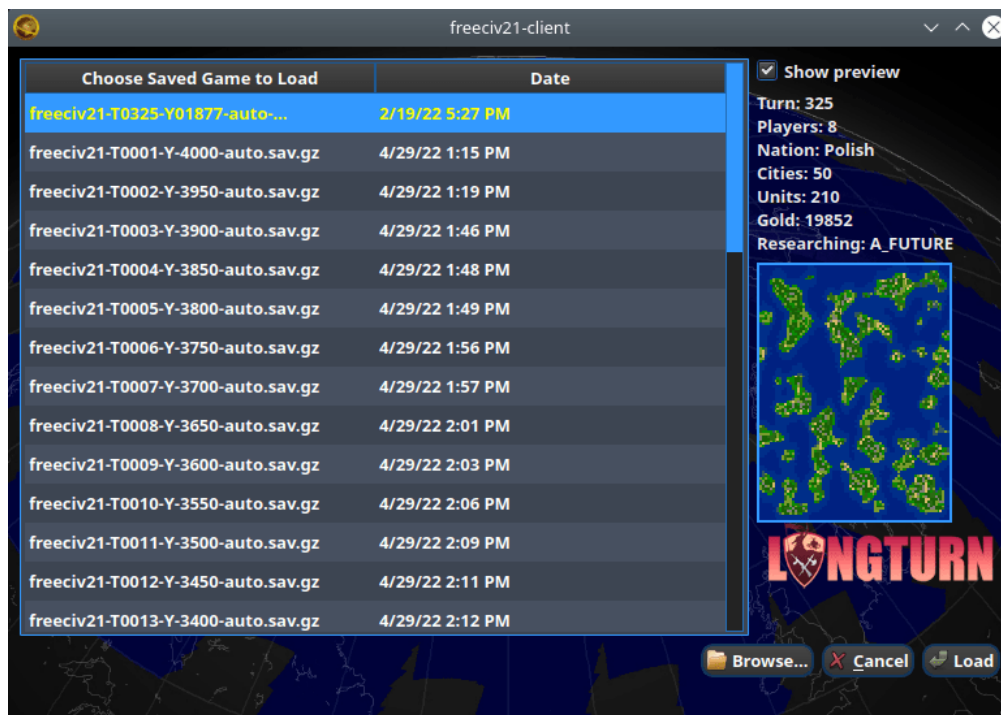 freeciv21-client
Choose Saved Game to Load Date
freeciv21-T0325-Y01877-auto-... 2/19/22 5:27 PM
freeciv21-T0001-Y-4000-auto.sav.gz 4/29/22 1:15 PM
freeciv21-T0002-Y-3950-auto.sav.gz 4/29/22 1:19 PM
freeciv21-T0003-Y-3900-auto.sav.gz 4/29/22 1:46 PM
freeciv21-T0004-Y-3850-auto.sav.gz 4/29/22 1:48 PM
freeciv21-T0005-Y-3800-auto.sav.gz 4/29/22 1:49 PM
freeciv21-T0006-Y-3750-auto.sav.gz 4/29/22 1:56 PM
freeciv21-T0007-Y-3700-auto.sav.gz 4/29/22 1:57 PM
freeciv21-T0008-Y-3650-auto.sav.gz 4/29/22 2:01 PM
freeciv21-T0009-Y-3600-auto.sav.gz 4/29/22 2:03 PM
freeciv21-T0010-Y-3550-auto.sav.gz 4/29/22 2:06 PM
freeciv21-T0011-Y-3500-auto.sav.gz 4/29/22 2:09 PM
freeciv21-T0012-Y-3450-auto.sav.gz 4/29/22 2:11 PM
freeciv21-T0013-Y-3400-auto.sav.gz 4/29/22 2:12 PM
Show preview
Turn: 325
Players: 8
Nation: Polish
Cities: 50
Units: 210
Gold: 19852
Researching: A_FUTURE
LONGTURN
Browse... Cancel Load